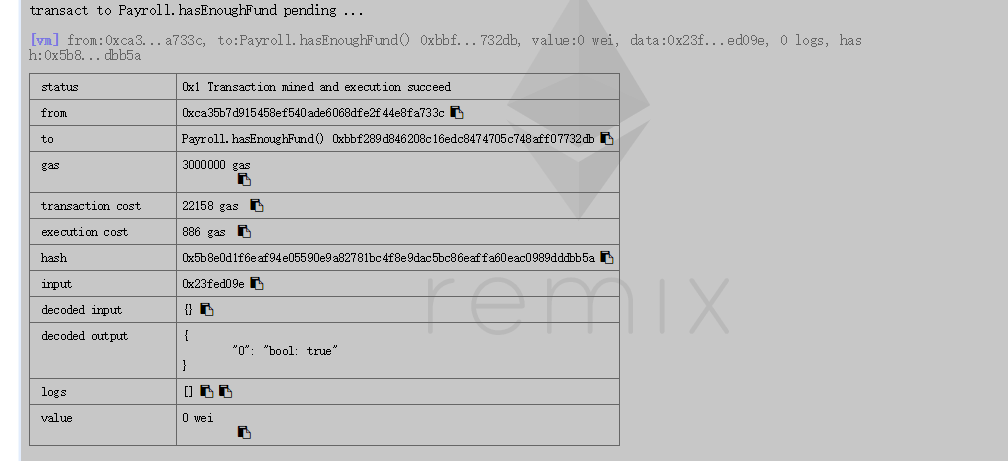 transact to Payroll.hasEnoughFund pending ...
[vm] from:0xca3...a733c, to:Payroll.hasEnoughFund() 0xbbf...732db, value:0 wei, data:0x23f...ed09e, 0 logs, has
h:0x5b8...dbb5a
status 0x1 Transaction mined and execution succeed
from 0xca35b7d915458ef540ade6068dfe2f44e8fa733c
to Payroll.hasEnoughFund() 0xbbf289d846208c16edc8474705c748aff07732db
gas 3000000 gas
transaction cost 22158 gas
execution cost 886 gas
hash 0x5b8e0d1f6eaf94e05590e9a82781bc4f8e9dac5bc86eaffa60eac0989dddbb5a
input 0x23fed09e
decoded input {}
decoded output {
"0": "bool: true"
}
logs []
value 0 wei
remix